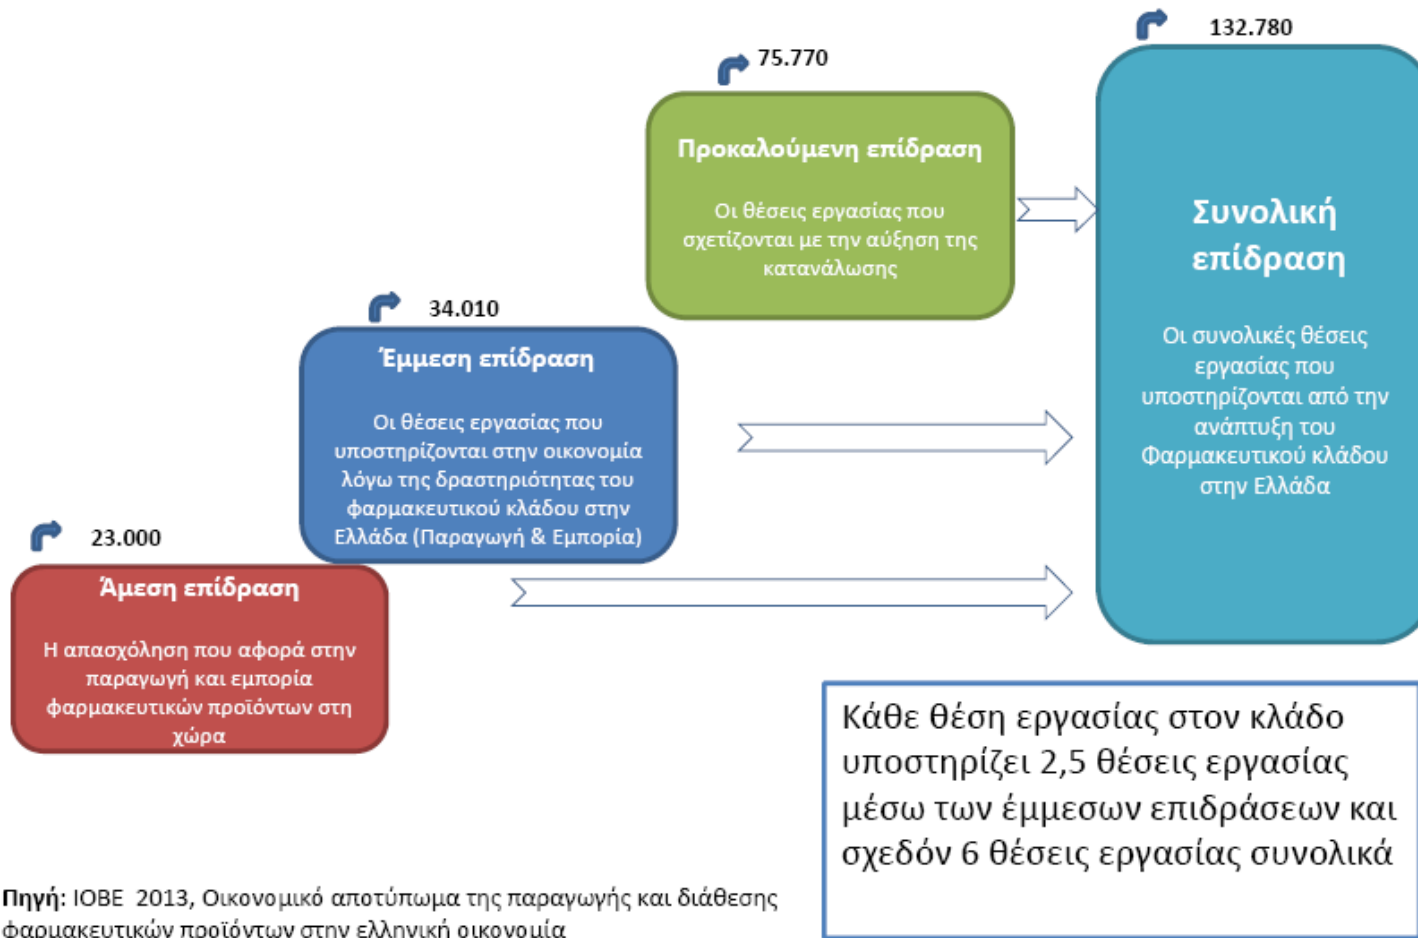 132.780
75.770
Προκαλούμενη επίδραση
Οι θέσεις εργασίας που
σχετίζονται με την αύξηση της
κατανάλωσης
Συνολική
επίδραση
Οι συνολικές θέσεις
εργασίας που
υποστηρίζονται από την
ανάπτυξη του
Φαρμακευτικού κλάδου
στην Ελλάδα
34.010
Έμμεση επίδραση
Οι θέσεις εργασίας που
υποστηρίζονται στην οικονομία
λόγω της δραστηριότητας του
φαρμακευτικού κλάδου στην
Ελλάδα (Παραγωγή & Εμπορία)
23.000
Άμεση επίδραση
Η απασχόληση που αφορά στην
παραγωγή και εμπορία
φαρμακευτικών προϊόντων στη
χώρα
Κάθε θέση εργασίας στον κλάδο
υποστηρίζει 2,5 θέσεις εργασίας
μέσω των έμμεσων επιδράσεων και
σχεδόν 6 θέσεις εργασίας συνολικά
Πηγή: ΙΟΒΕ 2013, Οικονομικό αποτύπωμα της παραγωγής και διάθεσης
φαρμακευτικών προϊόντων στην ελληνική οικονομία